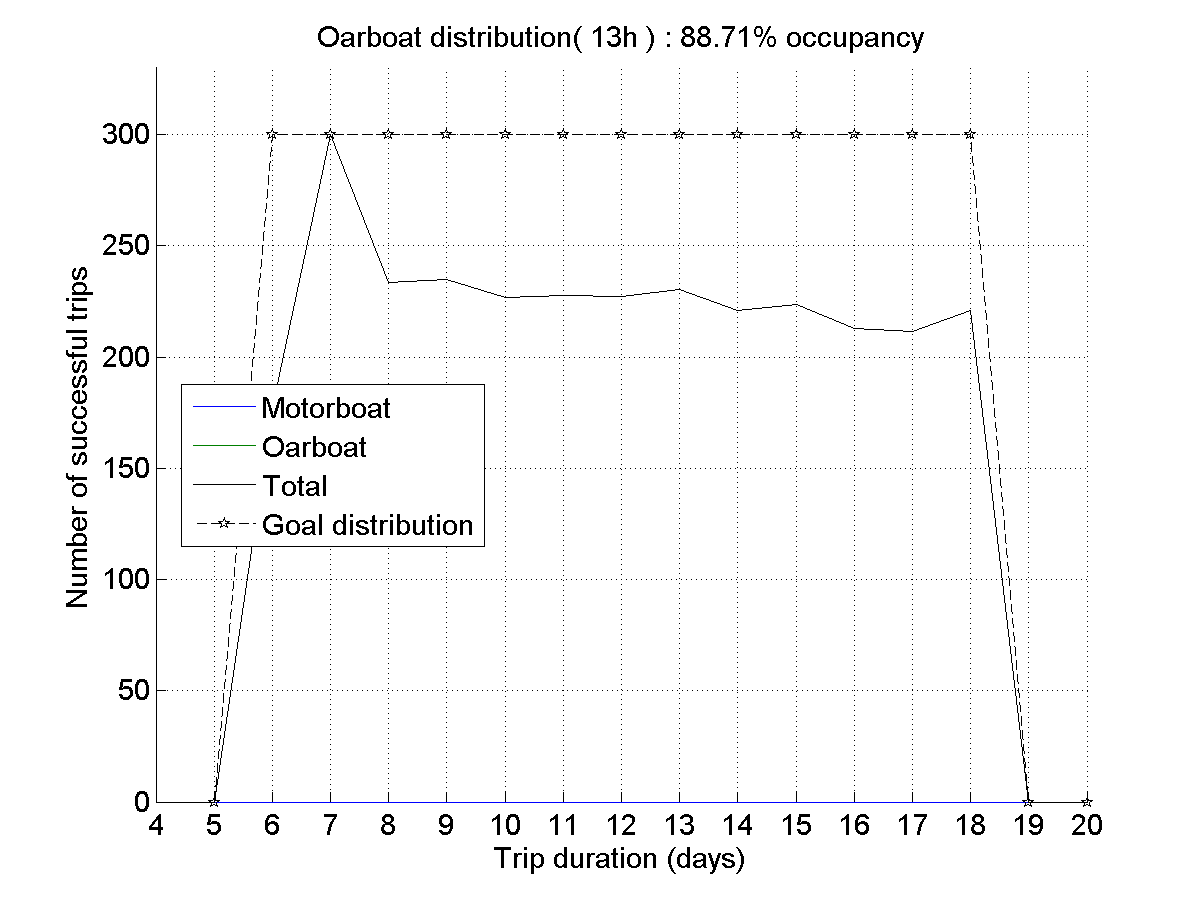 Oarboat distribution( 13h ) : 88.71% occupancy
Number of successful trips
300
250
200
150
100
50
0
Motorboat
Oarboat
Total
Goal distribution
4 5 6 7 8 9 10 11 12 13 14 15 16 17 18 19 20
Trip duration (days)